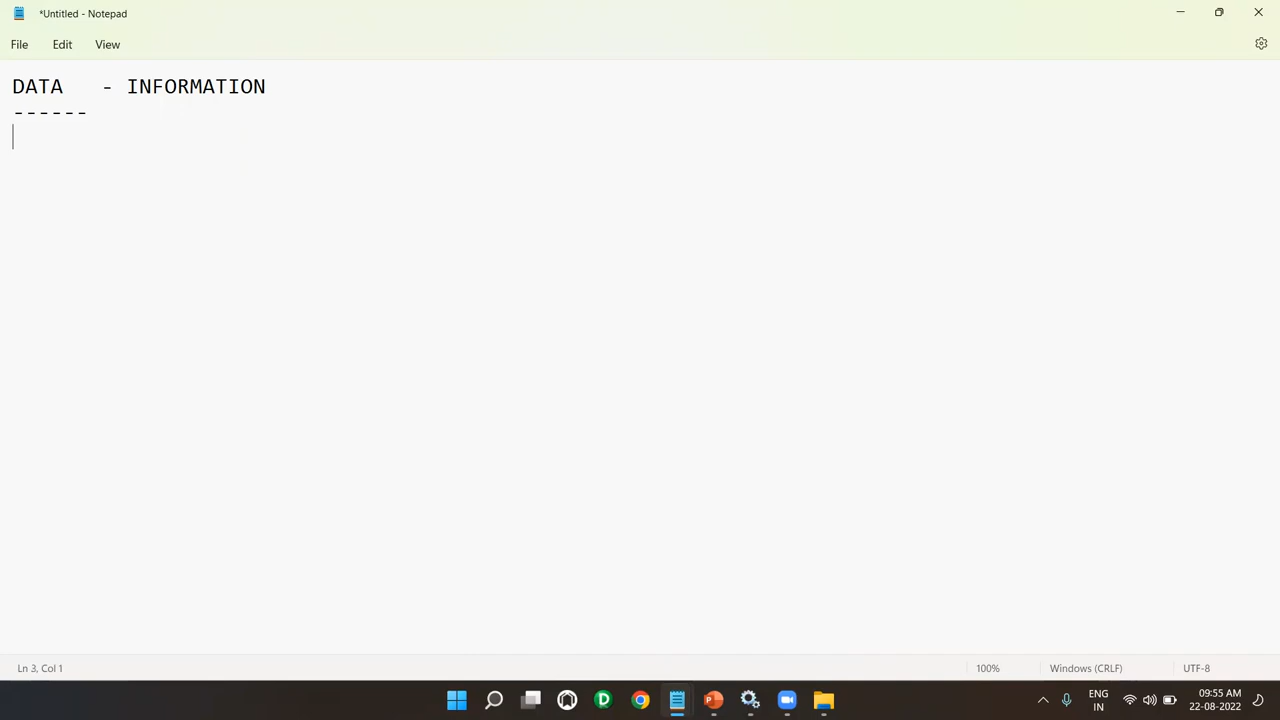 *Untitled - Notepad
File Edit View
DATA   - INFORMATION
------
Ln 3, Col 1 100% Windows (CRLF) UTF-8
D P
ENG 09:55 AM
IN 22-08-2022